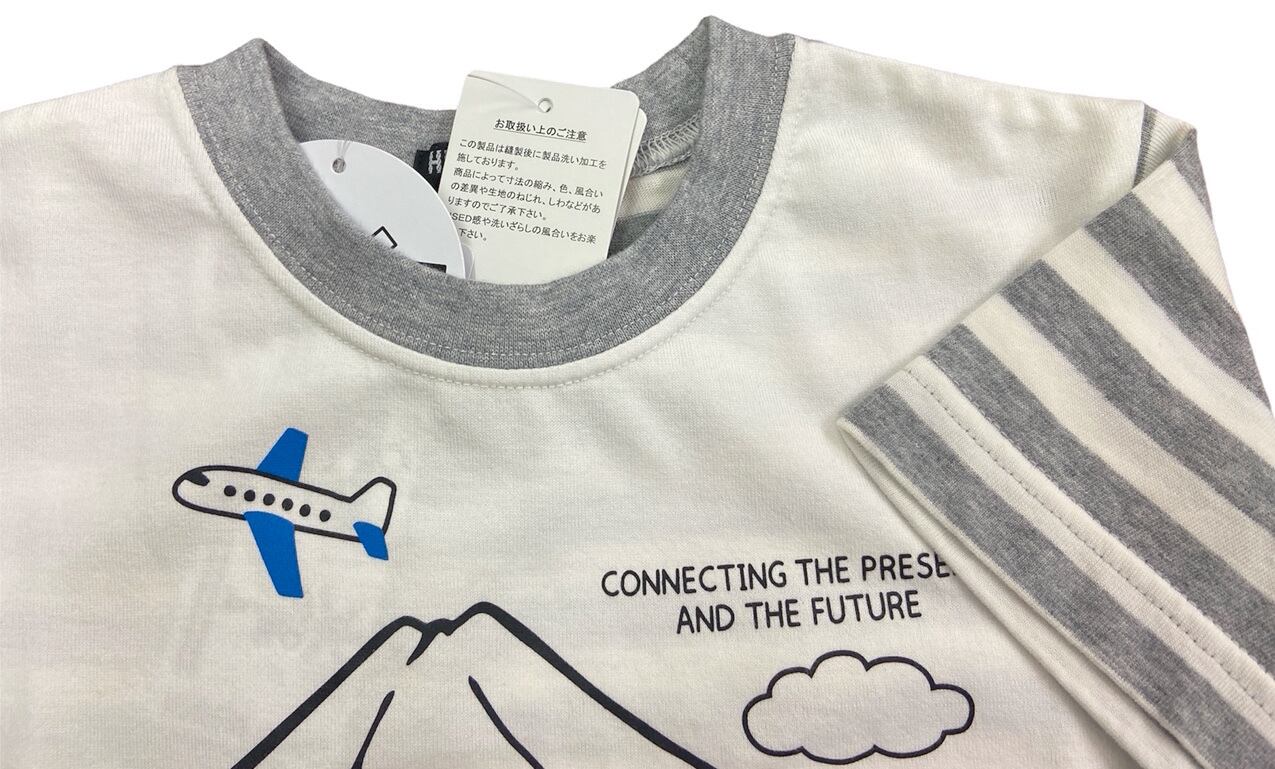 お取扱い上のご注意
この製品は縫製後に製品洗い加工を
施しております。
商品によって寸法の縮み、色、風合い
の差異や生地のねじれ、しわなどがあ
りますのでご了承下さい。
SED感や洗いざらしの風合いをお楽
下さい。
CONNECTING THE PRESE
AND THE FUTURE